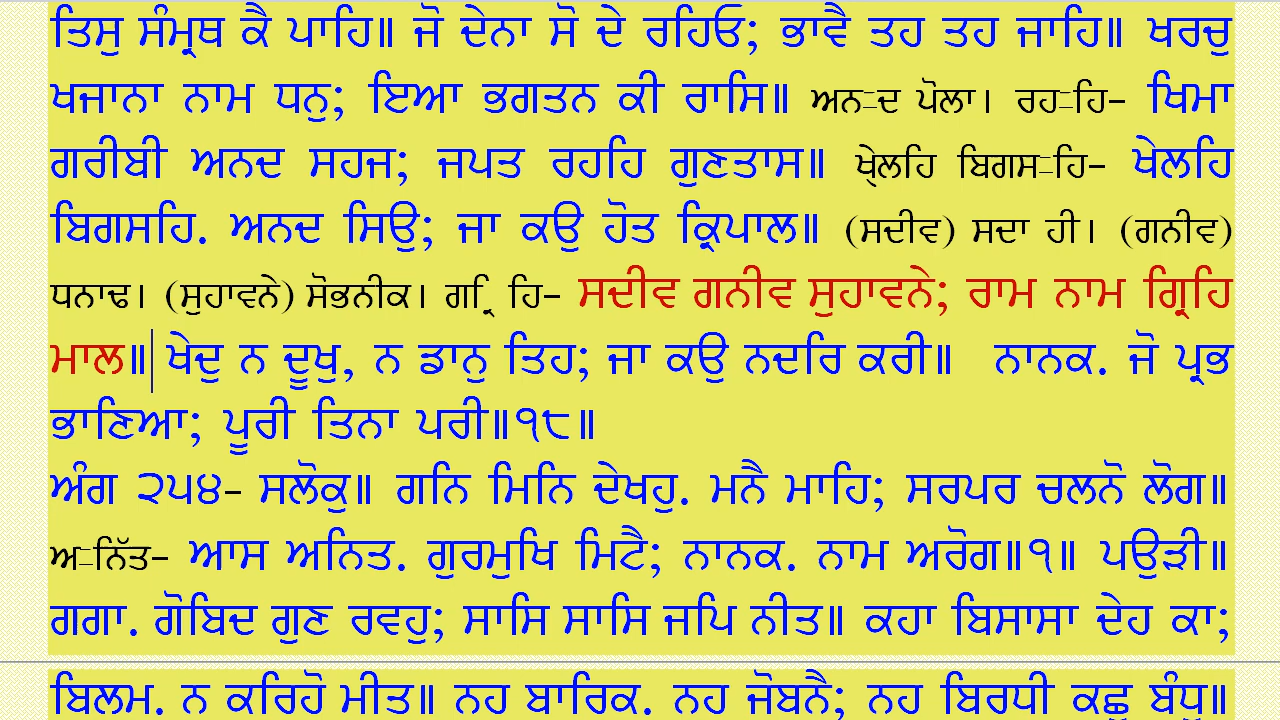 ਤਿਸੁ ਸੰਮ੍ਰਥ ਕੈ ਪਾਹਿ॥ ਜੋ ਦੇਨਾ ਸੋ ਦੇ ਰਹਿਓ; ਭਾਵੈ ਤਹ ਤਹ ਜਾਹਿ॥ ਖਰਚੁ
ਖਜਾਨਾ ਨਾਮ ਧਨੁ; ਇਆ ਭਗਤਨ ਕੀ ਰਾਸਿ॥ ਅਨ-ਦ ਪੋਲਾ। ਰਹ-ਹਿ– ਖਿਮਾ
ਗਰੀਬੀ ਅਨਦ ਸਹਜ; ਜਪਤ ਰਹਹਿ ਗੁਣਤਾਸ॥ ਖੇ੍ਲਹਿ ਬਿਗਸ-ਹਿ– ਖੇਲਹਿ
ਬਿਗਸਹਿ. ਅਨਦ ਸਿਉ; ਜਾ ਕਉ ਹੋਤ ਕ੍ਰਿਪਾਲ॥ (ਸਦੀਵ) ਸਦਾ ਹੀ। (ਗਨੀਵ)
ਧਨਾਢ। (ਸੁਹਾਵਨੇ) ਸੋਭਨੀਕ। ਗ੍ਰਿ ਹਿ– ਸਦੀਵ ਗਨੀਵ ਸੁਹਾਵਨੇ; ਰਾਮ ਨਾਮ ਗ੍ਰਿਹਿ
ਮਾਲ॥ ਖੇਦੁ ਨ ਦੂਖੁ, ਨ ਡਾਨੁ ਤਿਹ; ਜਾ ਕਉ ਨਦਰਿ ਕਰੀ॥ ਨਾਨਕ. ਜੋ ਪ੍ਰਭ
ਭਾਣਿਆ; ਪੂਰੀ ਤਿਨਾ ਪਰੀ॥੧੮॥
ਅੰਗ ੨੫੪– ਸਲੋਕੁ॥ ਗਨਿ ਮਿਨਿ ਦੇਖਹੁ. ਮਨੈ ਮਾਹਿ; ਸਰਪਰ ਚਲਨੋ ਲੋਗ॥
ਅ-ਨਿੱਤ– ਆਸ ਅਨਿਤ. ਗੁਰਮੁਖਿ ਮਿਟੈ; ਨਾਨਕ. ਨਾਮ ਅਰੋਗ॥੧॥ ਪਉੜੀ॥
ਗਗਾ. ਗੋਬਿਦ ਗੁਣ ਰਵਹੁ; ਸਾਸਿ ਸਾਸਿ ਜਪਿ ਨੀਤ॥ ਕਹਾ ਬਿਸਾਸਾ ਦੇਹ ਕਾ;
ਬਿਲਮ. ਨ ਕਰਿਹੋ ਮੀਤ॥ ਨਹ ਬਾਰਿਕ. ਨਹ ਜੋਬਨੈ; ਨਹ ਬਿਰਧੀ ਕਛੁ ਬੰਧੁ॥